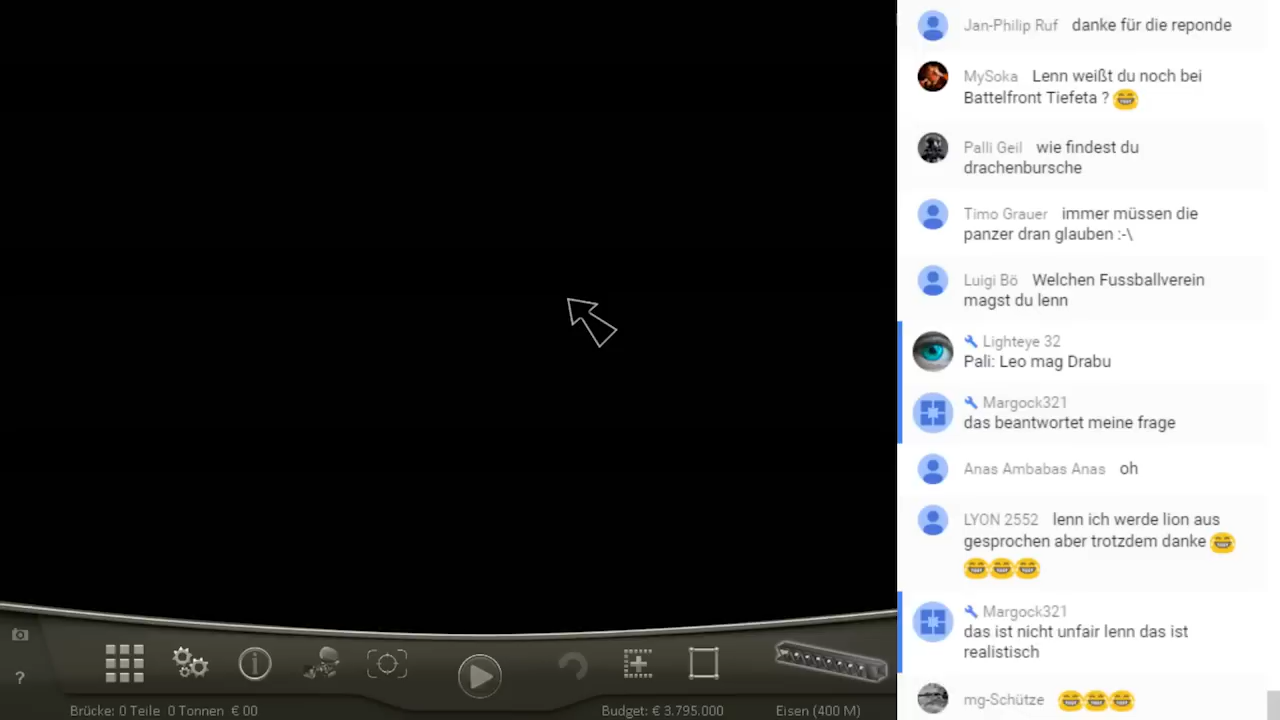 Jan-Philip Ruf danke für die reponde
MySoka Lenn weißt du noch bei
Battelfront Tiefeta ?
Palli Geil wie findest du
drachenbursche
Timo Grauer immer müssen die
panzer dran glauben :-\
Luigi Bö Welchen Fussballverein
magst du lenn
Lighteye 32
Pali: Leo mag Drabu
Margock321
das beantwortet meine frage
Anas Ambabas Anas oh
LYON 2552 lenn ich werde lion aus
gesprochen aber trotzdem danke
Margock321
das ist nicht unfair lenn das ist
realistisch
mg-Schütze
?
Brücke: 0 Teile 0 Tonnen € 00
Budget: € 3.795.000
Eisen (400 M)